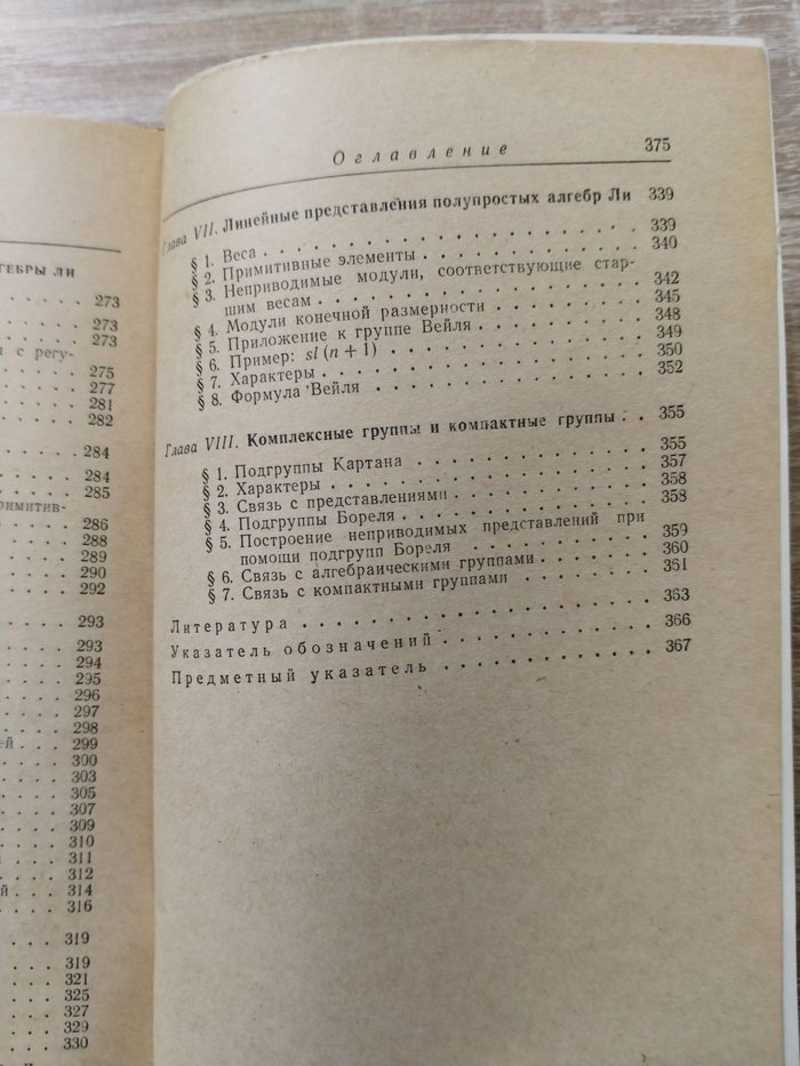 ГЕБРЫ ЛИ
. . . . . 273
. . . . . 273
. . . . . 273
с регу-
. . . . . 275
. . . . . 277
. . . . . 281
. . . . . 282
. . . . . 284
. . . . . 284
. . . . . 285
римитив-
. . . . . 286
. . . . 288
. . . . 289
. . . . 290
. . . . 292
. . . . 293
. . . . 293
. . . . 294
. . . . 295
. . . . 296
. . . . 297
. . . . 298
ей . . . 299
. . . . 300
. . . . 303
. . . . 305
. . . . 307
. . . . 309
. . . . 310
. . . 311
. . . . 312
й . . . 314
. . . . 316
. . . 319
. . . 319
. . . 321
. . . 325
. . . 327
. . . 329
. . . 330
Оглавление 375
Глава VII. Линейные представления полупростых алгебр Ли 339
§ 1. Веса . . . . . . . . . . . . . . . . . 339
§ 2. Примитивные элементы . . . . . . . . . . 340
§ 3. Неприводимые модули, соответствующие стар-
шим весам . . . . . . . . . . . . . . . 342
§ 4. Модули конечной размерности . . . . . . . 345
§ 5. Приложение к группе Вейля . . . . . . . . 348
§ 6. Пример: sl (n + 1) . . . . . . . . . . . . 349
§ 7. Характеры . . . . . . . . . . . . . . . 350
§ 8. Формула Вейля . . . . . . . . . . . . . 352
Глава VIII. Комплексные группы и компактные группы . . 355
§ 1. Подгруппы Картана . . . . . . . . . . . 355
§ 2. Характеры . . . . . . . . . . . . . . . 357
§ 3. Связь с представлениями . . . . . . . . . 358
§ 4. Подгруппы Бореля . . . . . . . . . . . . 358
§ 5. Построение неприводимых представлений при
помощи подгрупп Бореля . . . . . . . . . 359
§ 6. Связь с алгебраическими группами . . . . . . 360
§ 7. Связь с компактными группами . . . . . . . 361
Литература . . . . . . . . . . . . . . . . . 363
Указатель обозначений . . . . . . . . . . . . 366
Предметный указатель . . . . . . . . . . . . 367